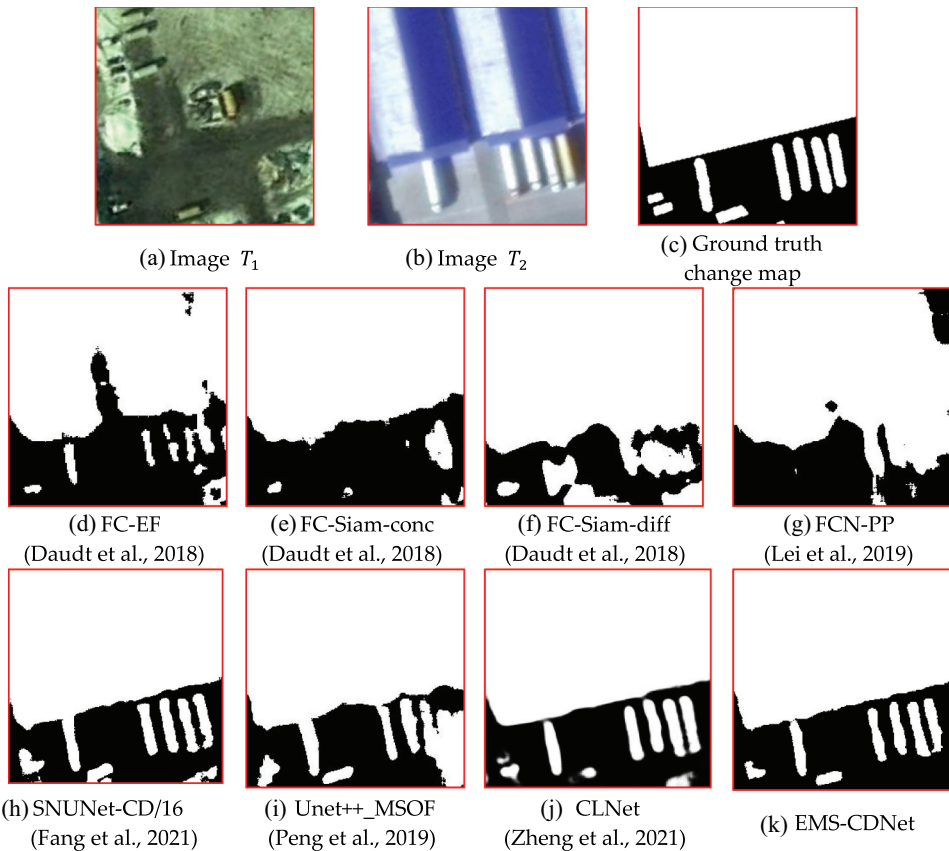 (a) Image T₁
(b) Image T₂
(c) Ground truth
change map
(d) FC-EF
(Daudt et al., 2018)
(e) FC-Siam-conc
(Daudt et al., 2018)
(f) FC-Siam-diff
(Daudt et al., 2018)
(g) FCN-PP
(Lei et al., 2019)
(h) SNUNet-CD/16
(Fang et al., 2021)
(i) Unet++_MSOF
(Peng et al., 2019)
(j) CLNet
(Zheng et al., 2021)
(k) EMS-CDNet